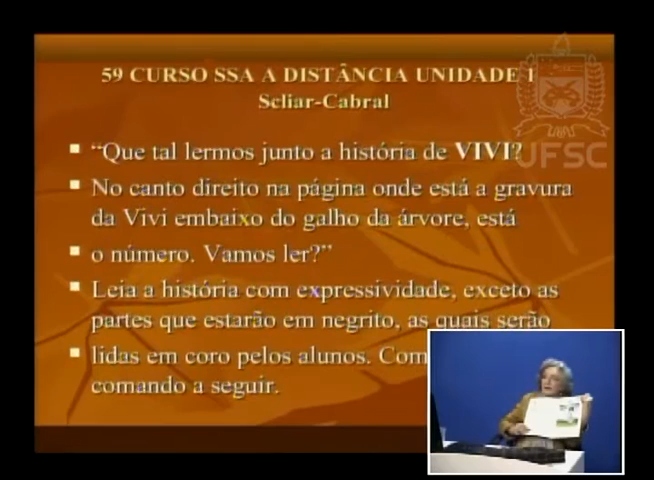 59 CURSO SSA A DISTÂNCIA UNIDADE I
Scliar-Cabral
"Que tal lermos junto a história de VIVI?
UFSC
No canto direito na página onde está a gravura
da Vivi embaixo do galho da árvore, está
o número. Vamos ler?"
Leia a história com expressividade, exceto as
partes que estarão em negrito, as quais serão
lidas em coro pelos alunos. Com
comando a seguir.